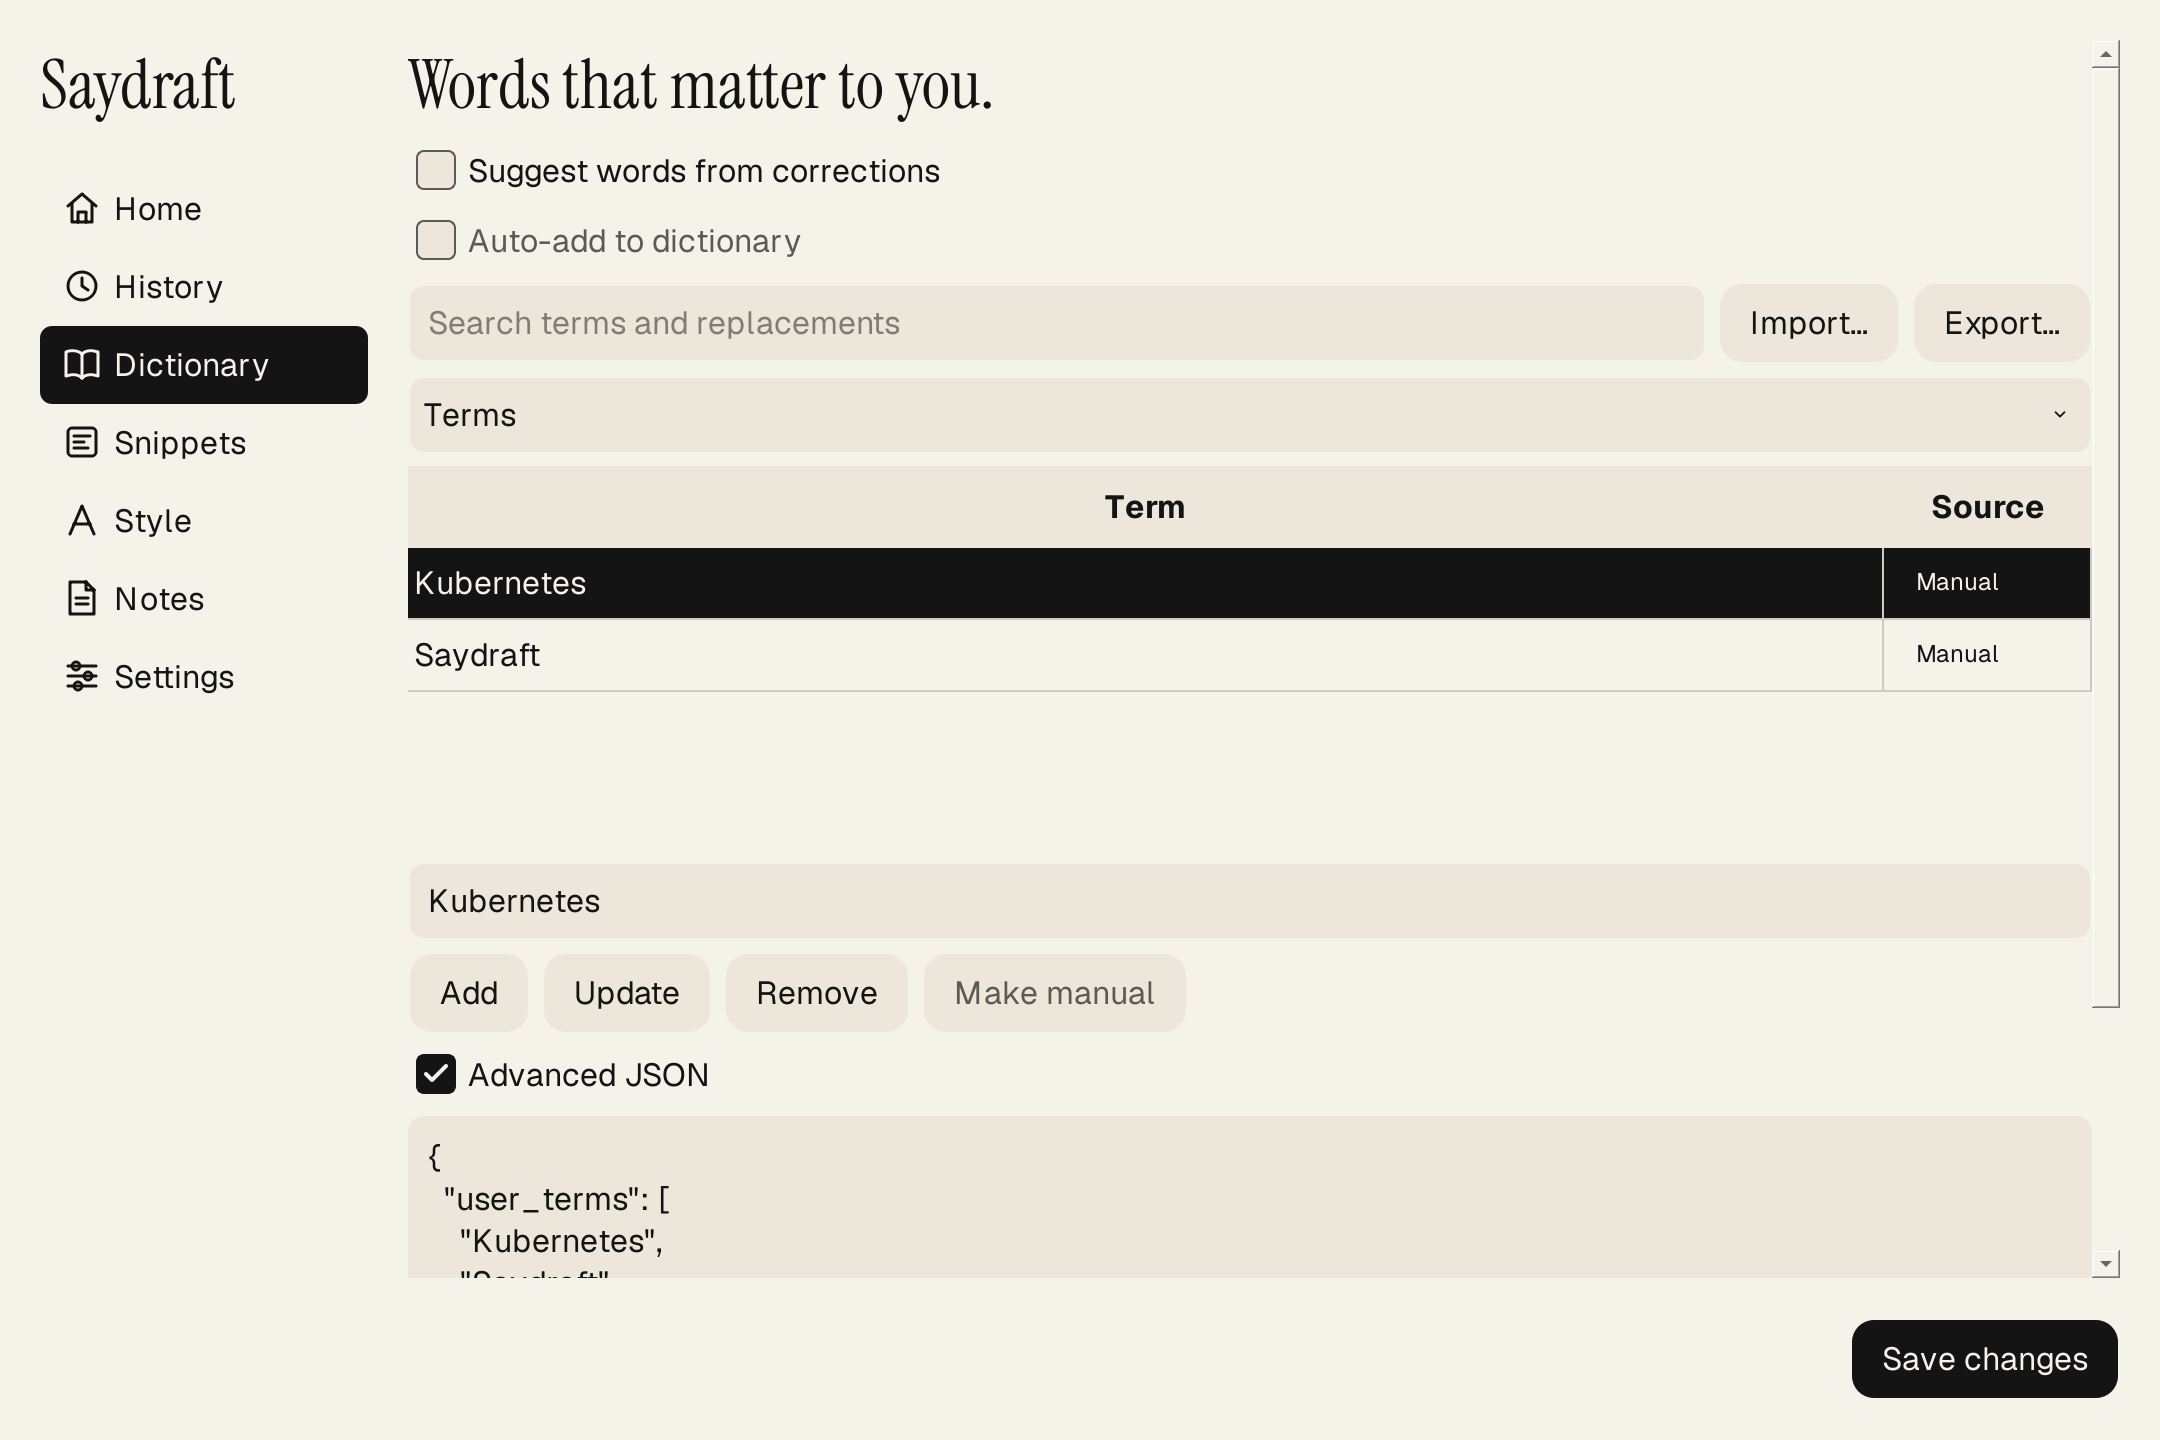 Saydraft
Home
History
Dictionary
Snippets
Style
Notes
Settings
Words that matter to you.
Suggest words from corrections
Auto-add to dictionary
Search terms and replacements
Import…
Export…
Terms
Term Source
Kubernetes Manual
Saydraft Manual
Kubernetes
Add Update Remove Make manual
Advanced JSON
{
"user_terms": [
"Kubernetes",
"Saydraft"
Save changes